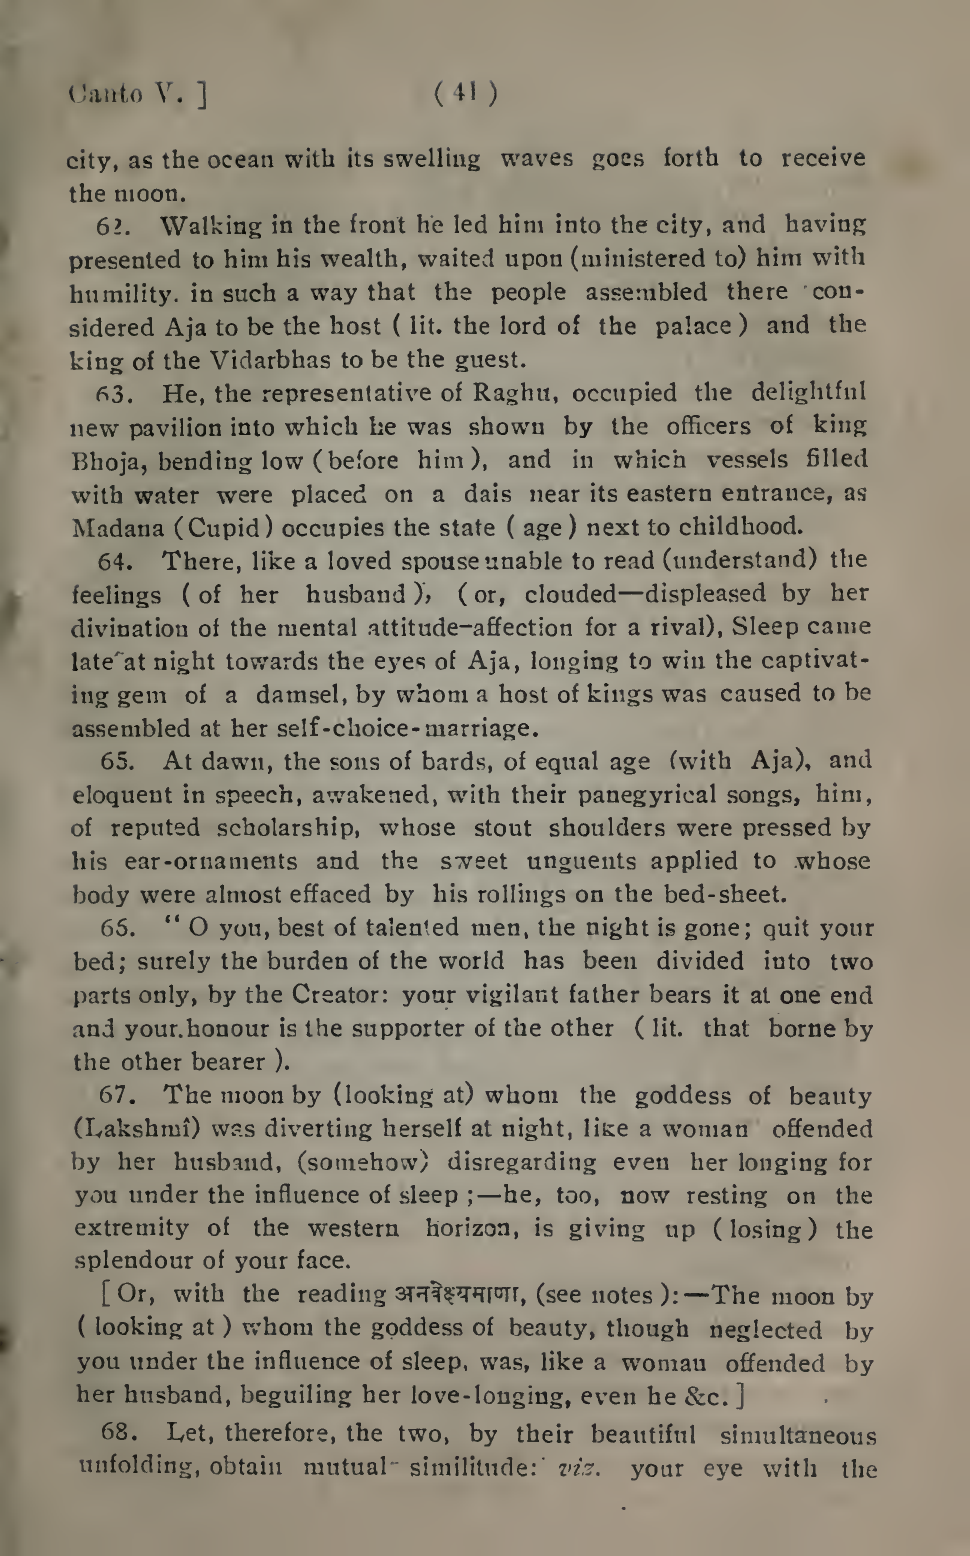 Canto V. ] ( 41 )
city, as the ocean with its swelling waves goes forth to receive
the moon.
62. Walking in the front he led him into the city, and having
presented to him his wealth, waited upon (ministered to) him with
humility. in such a way that the people assembled there con-
sidered Aja to be the host ( lit. the lord of the palace ) and the
king of the Vidarbhas to be the guest.
63. He, the representative of Raghu, occupied the delightful
new pavilion into which he was shown by the officers of king
Bhoja, bending low ( before him ), and in which vessels filled
with water were placed on a dais near its eastern entrance, as
Madana ( Cupid ) occupies the state ( age ) next to childhood.
64. There, like a loved spouse unable to read (understand) the
feelings ( of her husband ), ( or, clouded—displeased by her
divination of the mental attitude-affection for a rival), Sleep came
late at night towards the eyes of Aja, longing to win the captivat-
ing gem of a damsel, by whom a host of kings was caused to be
assembled at her self-choice-marriage.
65. At dawn, the sons of bards, of equal age (with Aja), and
eloquent in speech, awakened, with their panegyrical songs, him,
of reputed scholarship, whose stout shoulders were pressed by
his ear-ornaments and the sweet unguents applied to whose
body were almost effaced by his rollings on the bed-sheet.
65. “ O you, best of talented men, the night is gone; quit your
bed; surely the burden of the world has been divided into two
parts only, by the Creator: your vigilant father bears it at one end
and your honour is the supporter of the other ( lit. that borne by
the other bearer ).
67. The moon by (looking at) whom the goddess of beauty
(Lakshmî) was diverting herself at night, like a woman offended
by her husband, (somehow) disregarding even her longing for
you under the influence of sleep ;—he, too, now resting on the
extremity of the western horizon, is giving up ( losing ) the
splendour of your face.
[ Or, with the reading अनवेक्ष्यमाणा, (see notes ):—The moon by
( looking at ) whom the goddess of beauty, though neglected by
you under the influence of sleep, was, like a woman offended by
her husband, beguiling her love-longing, even he &c. ]
68. Let, therefore, the two, by their beautiful simultaneous
unfolding, obtain mutual similitude: viz. your eye with the